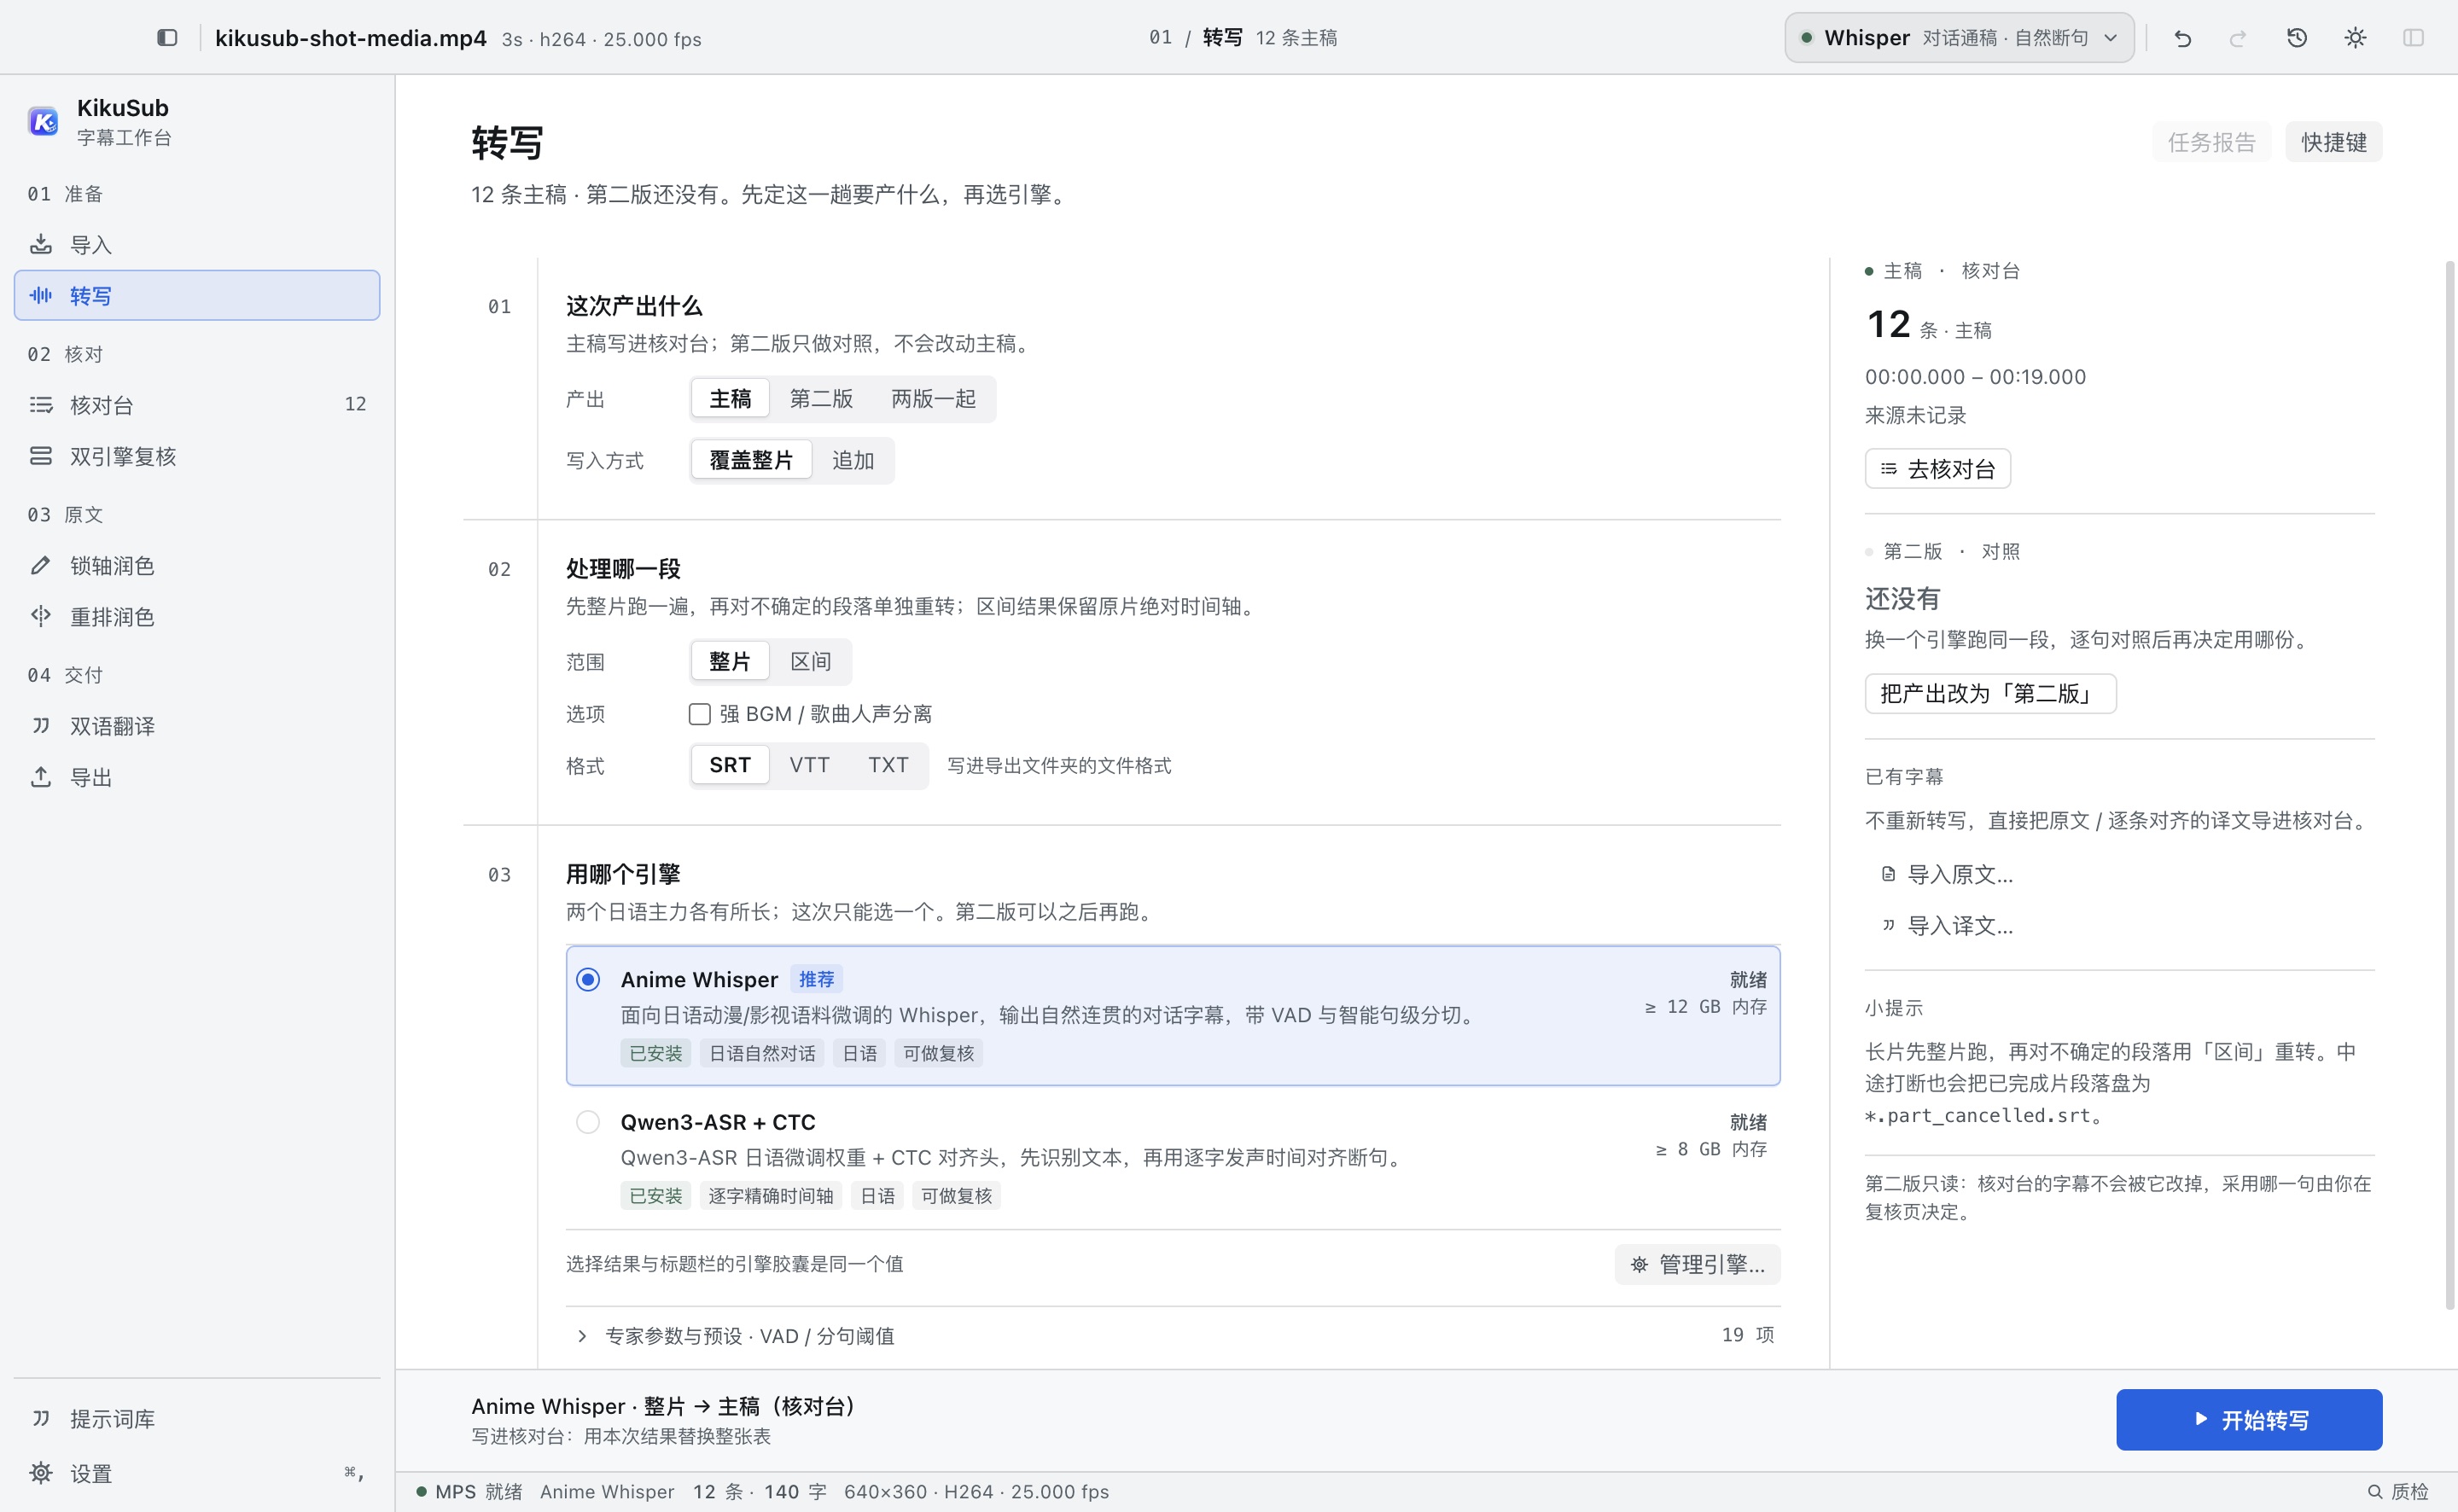 kikusub-shot-media.mp4 3s · h264 · 25.000 fps
01 / 转写 12 条主稿
Whisper 对话通稿 · 自然断句
KikuSub
字幕工作台
01 准备
导入
转写
02 核对
核对台 12
双引擎复核
03 原文
锁轴润色
重排润色
04 交付
双语翻译
导出
提示词库
设置 ⌘,
转写
12 条主稿 · 第二版还没有。先定这一趟要产什么，再选引擎。
任务报告 快捷键
01 这次产出什么
主稿写进核对台；第二版只做对照，不会改动主稿。
产出 主稿 第二版 两版一起
写入方式 覆盖整片 追加
02 处理哪一段
先整片跑一遍，再对不确定的段落单独重转；区间结果保留原片绝对时间轴。
范围 整片 区间
选项 强 BGM / 歌曲人声分离
格式 SRT VTT TXT 写进导出文件夹的文件格式
03 用哪个引擎
两个日语主力各有所长；这次只能选一个。第二版可以之后再跑。
Anime Whisper 推荐 就绪
面向日语动漫/影视语料微调的 Whisper，输出自然连贯的对话字幕，带 VAD 与智能句级分切。 ≥ 12 GB 内存
已安装 日语自然对话 日语 可做复核
Qwen3-ASR + CTC 就绪
Qwen3-ASR 日语微调权重 + CTC 对齐头，先识别文本，再用逐字发声时间对齐断句。 ≥ 8 GB 内存
已安装 逐字精确时间轴 日语 可做复核
选择结果与标题栏的引擎胶囊是同一个值 管理引擎...
专家参数与预设 · VAD / 分句阈值 19 项
主稿 · 核对台
12 条 · 主稿
00:00.000 – 00:19.000
来源未记录
去核对台
第二版 · 对照
还没有
换一个引擎跑同一段，逐句对照后再决定用哪份。
把产出改为「第二版」
已有字幕
不重新转写，直接把原文 / 逐条对齐的译文导进核对台。
导入原文...
导入译文...
小提示
长片先整片跑，再对不确定的段落用「区间」重转。中
途打断也会把已完成片段落盘为
*.part_cancelled.srt。
第二版只读：核对台的字幕不会被它改掉，采用哪一句由你在
复核页决定。
Anime Whisper · 整片 → 主稿（核对台）
写进核对台：用本次结果替换整张表
开始转写
MPS 就绪 Anime Whisper 12 条 · 140 字 640×360 · H264 · 25.000 fps
质检